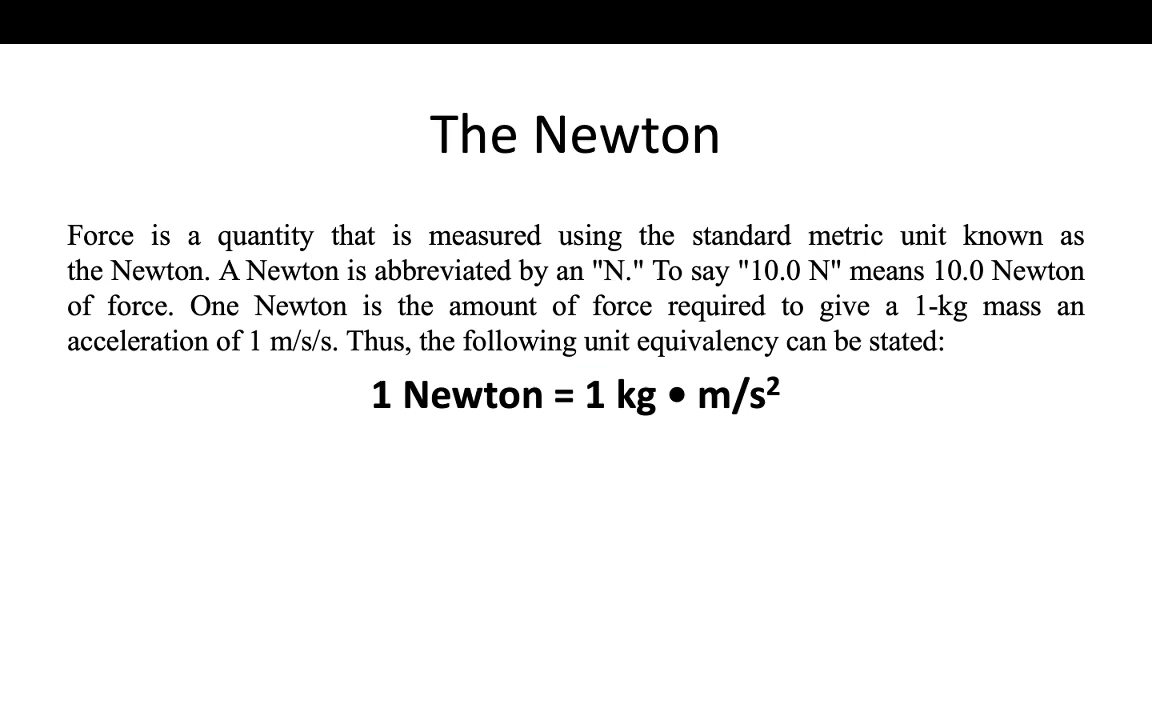 The Newton
Force is a quantity that is measured using the standard metric unit known as
the Newton. A Newton is abbreviated by an "N." To say "10.0 N" means 10.0 Newton
of force. One Newton is the amount of force required to give a 1-kg mass an
acceleration of 1 m/s/s. Thus, the following unit equivalency can be stated:
1 Newton = 1 kg • m/s²